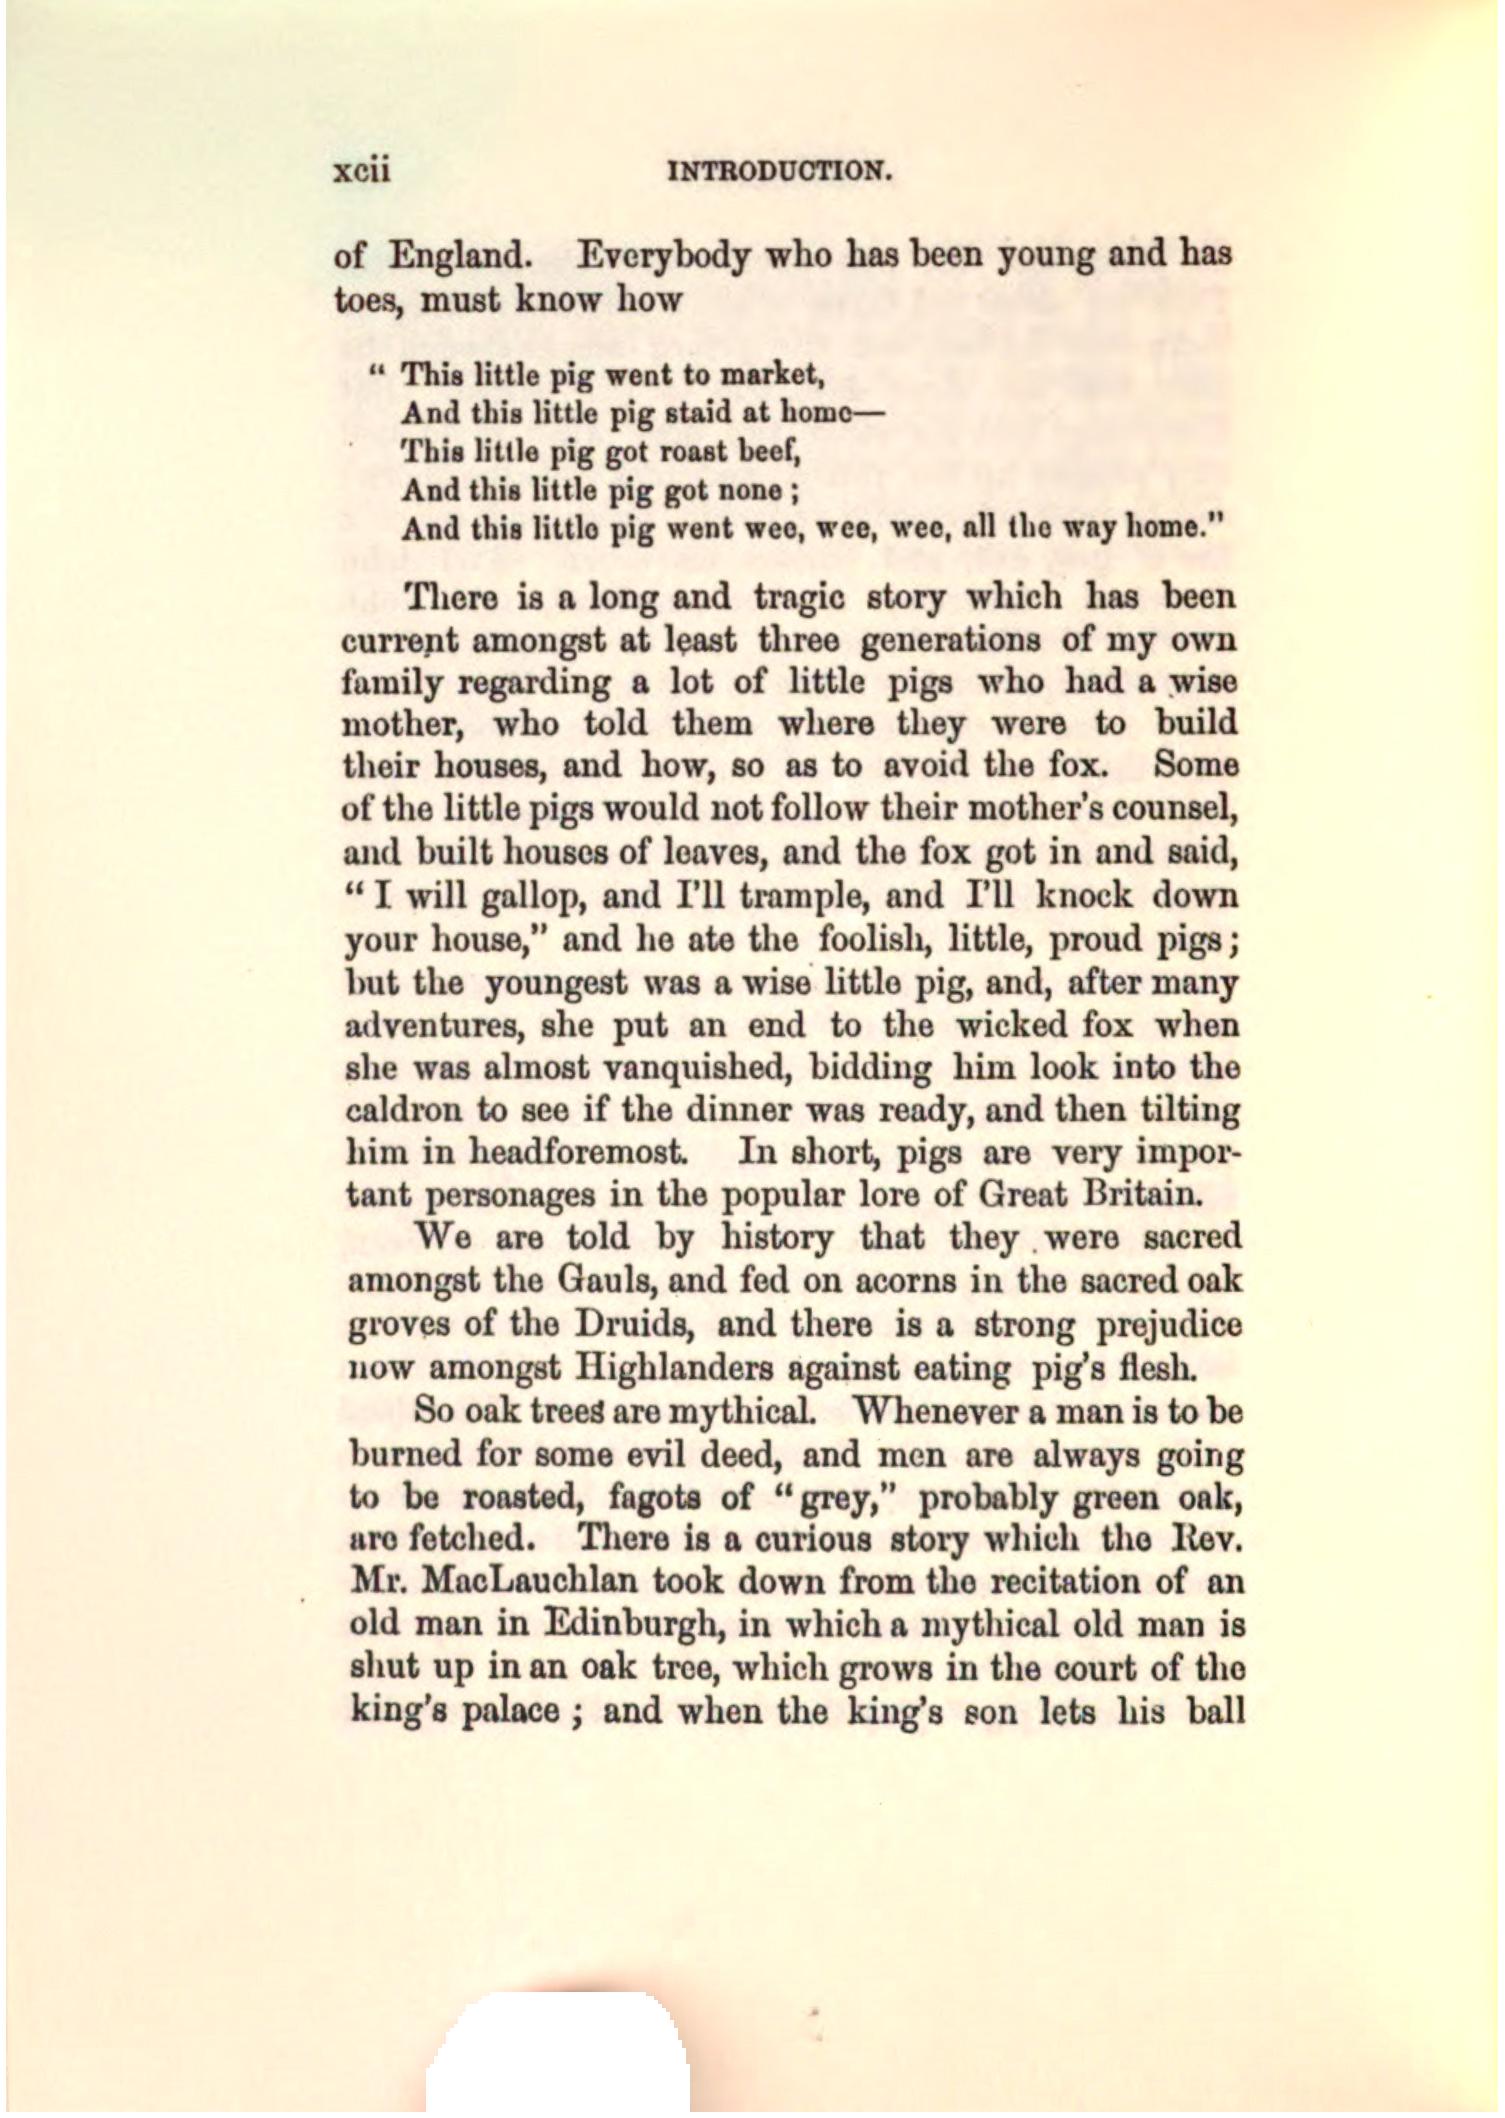 xcii INTRODUCTION.
of England. Everybody who has been young and has
toes, must know how
“ This little pig went to market,
And this little pig staid at home—
This little pig got roast beef,
And this little pig got none ;
And this little pig went wee, wee, wee, all the way home.”
There is a long and tragic story which has been
current amongst at least three generations of my own
family regarding a lot of little pigs who had a wise
mother, who told them where they were to build
their houses, and how, so as to avoid the fox. Some
of the little pigs would not follow their mother’s counsel,
and built houses of leaves, and the fox got in and said,
“ I will gallop, and I’ll trample, and I’ll knock down
your house,” and he ate the foolish, little, proud pigs ;
but the youngest was a wise little pig, and, after many
adventures, she put an end to the wicked fox when
she was almost vanquished, bidding him look into the
caldron to see if the dinner was ready, and then tilting
him in headforemost. In short, pigs are very impor-
tant personages in the popular lore of Great Britain.
We are told by history that they were sacred
amongst the Gauls, and fed on acorns in the sacred oak
groves of the Druids, and there is a strong prejudice
now amongst Highlanders against eating pig’s flesh.
So oak trees are mythical. Whenever a man is to be
burned for some evil deed, and men are always going
to be roasted, fagots of “ grey,” probably green oak,
are fetched. There is a curious story which the Rev.
Mr. MacLauchlan took down from the recitation of an
old man in Edinburgh, in which a mythical old man is
shut up in an oak tree, which grows in the court of the
king’s palace ; and when the king’s son lets his ball